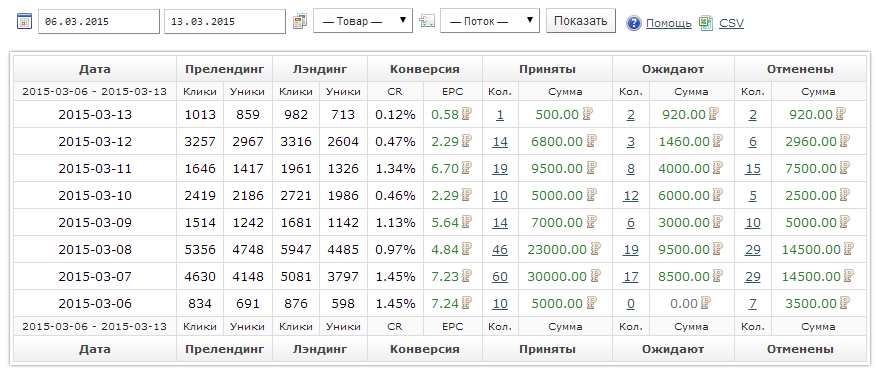 06.03.2015 13.03.2015 — Товар — — Поток — Показать Помощь CSV
Дата Прелендинг Лэндинг Конверсия Приняты Ожидают Отменены
2015-03-06 - 2015-03-13 Клики Уники Клики Уники CR EPC Кол. Сумма Кол. Сумма Кол. Сумма
2015-03-13 1013 859 982 713 0.12% 0.58 ₽ 1 500.00 ₽ 2 920.00 ₽ 2 920.00 ₽
2015-03-12 3257 2967 3316 2604 0.47% 2.29 ₽ 14 6800.00 ₽ 3 1460.00 ₽ 6 2960.00 ₽
2015-03-11 1646 1417 1961 1326 1.34% 6.70 ₽ 19 9500.00 ₽ 8 4000.00 ₽ 15 7500.00 ₽
2015-03-10 2419 2186 2721 1986 0.46% 2.29 ₽ 10 5000.00 ₽ 12 6000.00 ₽ 5 2500.00 ₽
2015-03-09 1514 1242 1681 1142 1.13% 5.64 ₽ 14 7000.00 ₽ 6 3000.00 ₽ 10 5000.00 ₽
2015-03-08 5356 4748 5947 4485 0.97% 4.84 ₽ 46 23000.00 ₽ 19 9500.00 ₽ 29 14500.00 ₽
2015-03-07 4630 4148 5081 3797 1.45% 7.23 ₽ 60 30000.00 ₽ 17 8500.00 ₽ 29 14500.00 ₽
2015-03-06 834 691 876 598 1.45% 7.24 ₽ 10 5000.00 ₽ 0 0.00 ₽ 7 3500.00 ₽
2015-03-06 - 2015-03-13 Клики Уники Клики Уники CR EPC Кол. Сумма Кол. Сумма Кол. Сумма
Дата Прелендинг Лэндинг Конверсия Приняты Ожидают Отменены